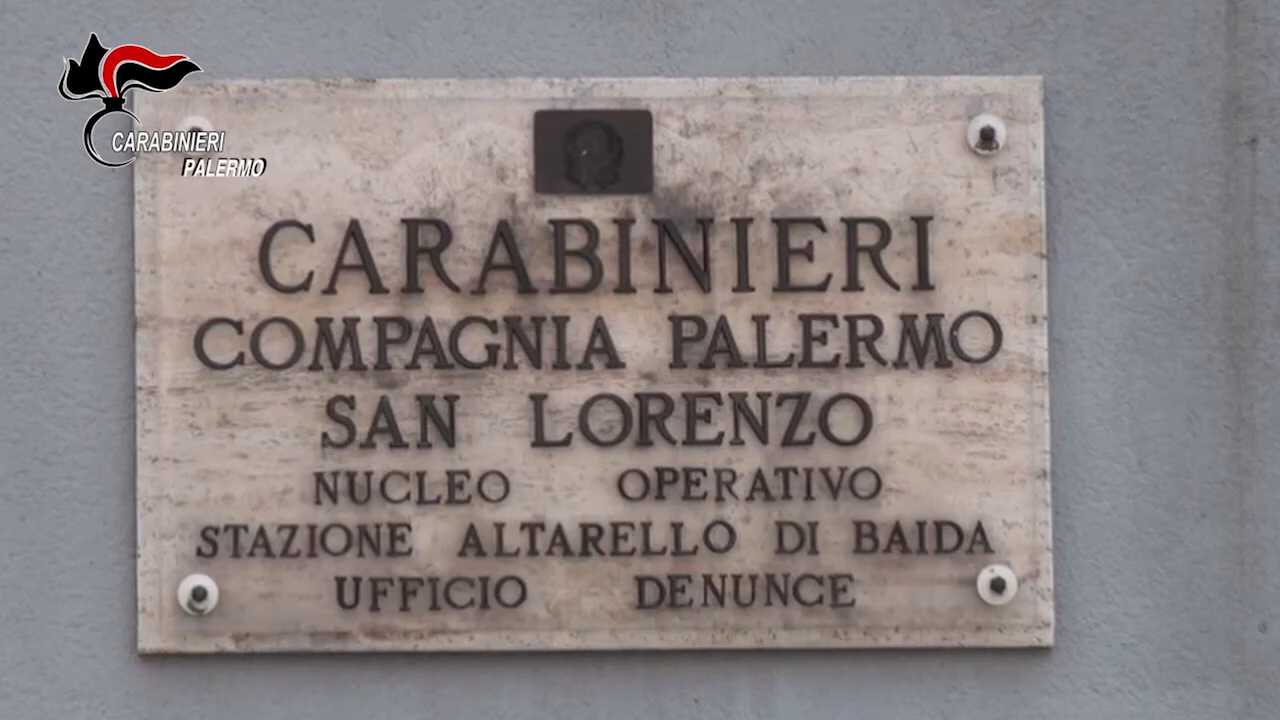 CARABINIERI
PALERMO
CARABINIERI
COMPAGNIA PALERMO
SAN LORENZO
NUCLEO OPERATIVO
STAZIONE ALTARELLO DI BAIDA
UFFICIO DENUNCE